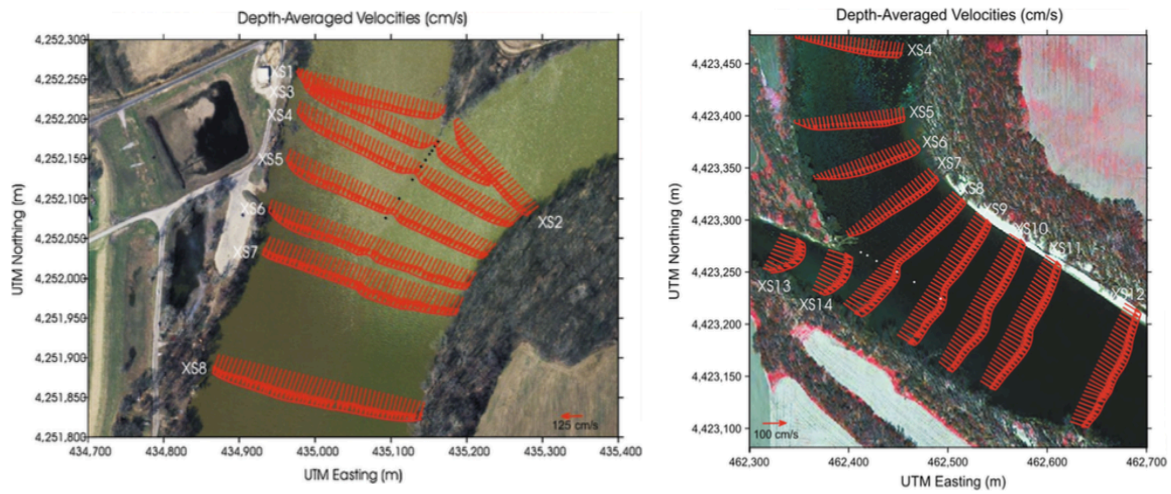 Depth-Averaged Velocities (cm/s)
4,252,300
4,252,250
4,252,200
4,252,150
4,252,100
4,252,050
4,252,000
4,251,950
4,251,900
4,251,850
4,251,800
UTM Northing (m)
XS1
XS3
XS4
XS5
XS6
XS2
XS7
XS8
125 cm/s
434,700
434,800
434,900
435,000
435,100
435,200
435,300
435,400
UTM Easting (m)
Depth-Averaged Velocities (cm/s)
4,423,450
4,423,400
4,423,350
4,423,300
4,423,250
4,423,200
4,423,150
4,423,100
UTM Northing (m)
XS4
XS5
XS6
XS7
XS8
XS9
XS10
XS11
XS12
XS13
XS14
100 cm/s
462,300
462,400
462,500
462,600
462,700
UTM Easting (m)